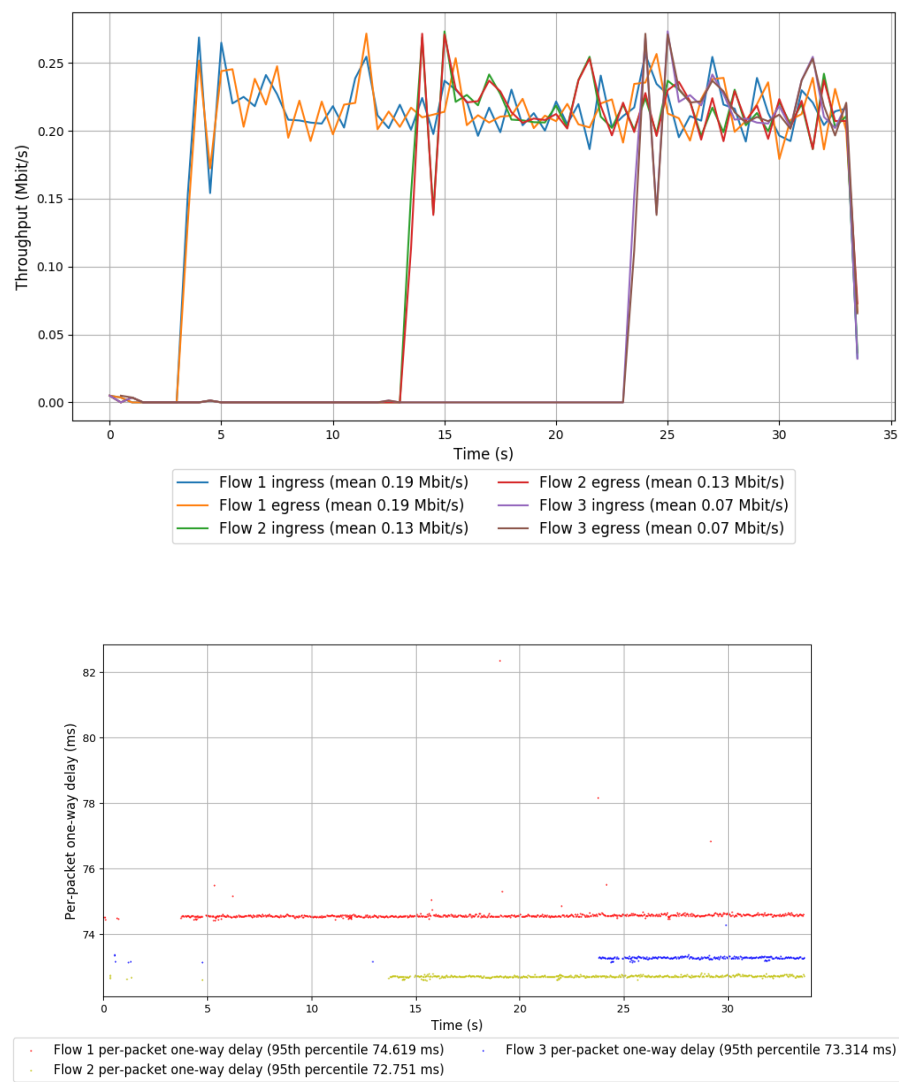 0.25
0.20
0.15
0.10
0.05
0.00
Throughput (Mbit/s)
0 5 10 15 20 25 30 35
Time (s)
Flow 1 ingress (mean 0.19 Mbit/s)
Flow 1 egress (mean 0.19 Mbit/s)
Flow 2 ingress (mean 0.13 Mbit/s)
Flow 2 egress (mean 0.13 Mbit/s)
Flow 3 ingress (mean 0.07 Mbit/s)
Flow 3 egress (mean 0.07 Mbit/s)
82
80
78
76
74
Per-packet one-way delay (ms)
0 5 10 15 20 25 30
Time (s)
Flow 1 per-packet one-way delay (95th percentile 74.619 ms)
Flow 2 per-packet one-way delay (95th percentile 72.751 ms)
Flow 3 per-packet one-way delay (95th percentile 73.314 ms)